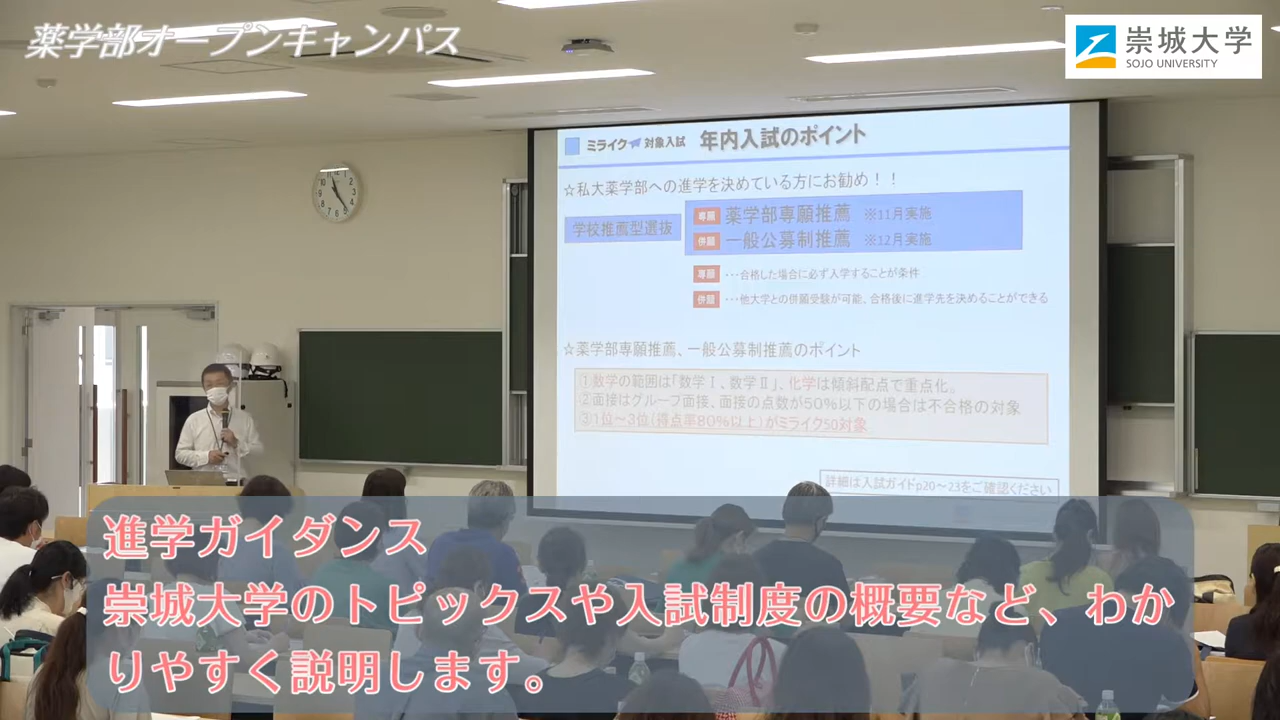 薬学部オープンキャンパス
崇城大学
SOJO UNIVERSITY
ミライク 対象入試 年内入試のポイント
☆私大薬学部への進学を決めている方にお勧め！！
学校推薦型選抜
専願 薬学部専願推薦 ※11月実施
併願 一般公募制推薦 ※12月実施
専願 …合格した場合に必ず入学することが条件
併願 …他大学との併願受験が可能、合格後に進学先を決めることができる
☆薬学部専願推薦、一般公募制推薦のポイント
①数学の範囲は「数学Ⅰ、数学Ⅱ」、化学は傾斜配点で重点化。
②面接はグループ面接、面接の点数が50％以下の場合は不合格の対象
③1位～3位（得点率80％以上）がミライク50対象
詳細は入試ガイドp20～23をご確認ください
進学ガイダンス
崇城大学のトピックスや入試制度の概要など、わか
りやすく説明します。